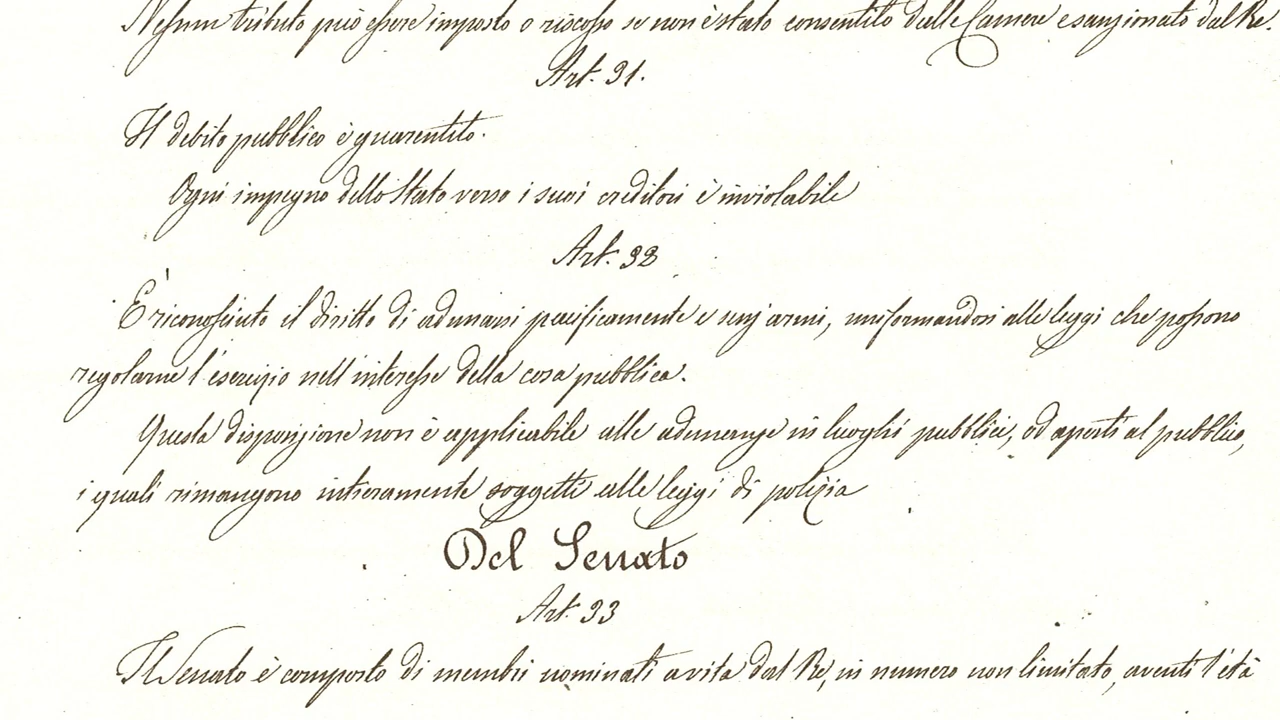 Nessun tributo può essere imposto o riscosso se non è stato consentito dalle Camere e sanzionato dal Re.
Art. 31.
Il debito pubblico è guarentito.
Ogni impegno dello Stato verso i suoi creditori è inviolabile
Art. 32
È riconosciuto il diritto di adunarsi pacificamente e senz'armi, uniformandosi alle leggi che possono
regolarne l'esercizio nell'interesse della cosa pubblica.
Questa disposizione non è applicabile alle adunanze in luoghi pubblici, od aperti al pubblico,
i quali rimangono intieramente soggetti alle leggi di polizia
Del Senato
Art. 33
Il Senato è composto di membri nominati a vita dal Re, in numero non limitato, aventi l'età